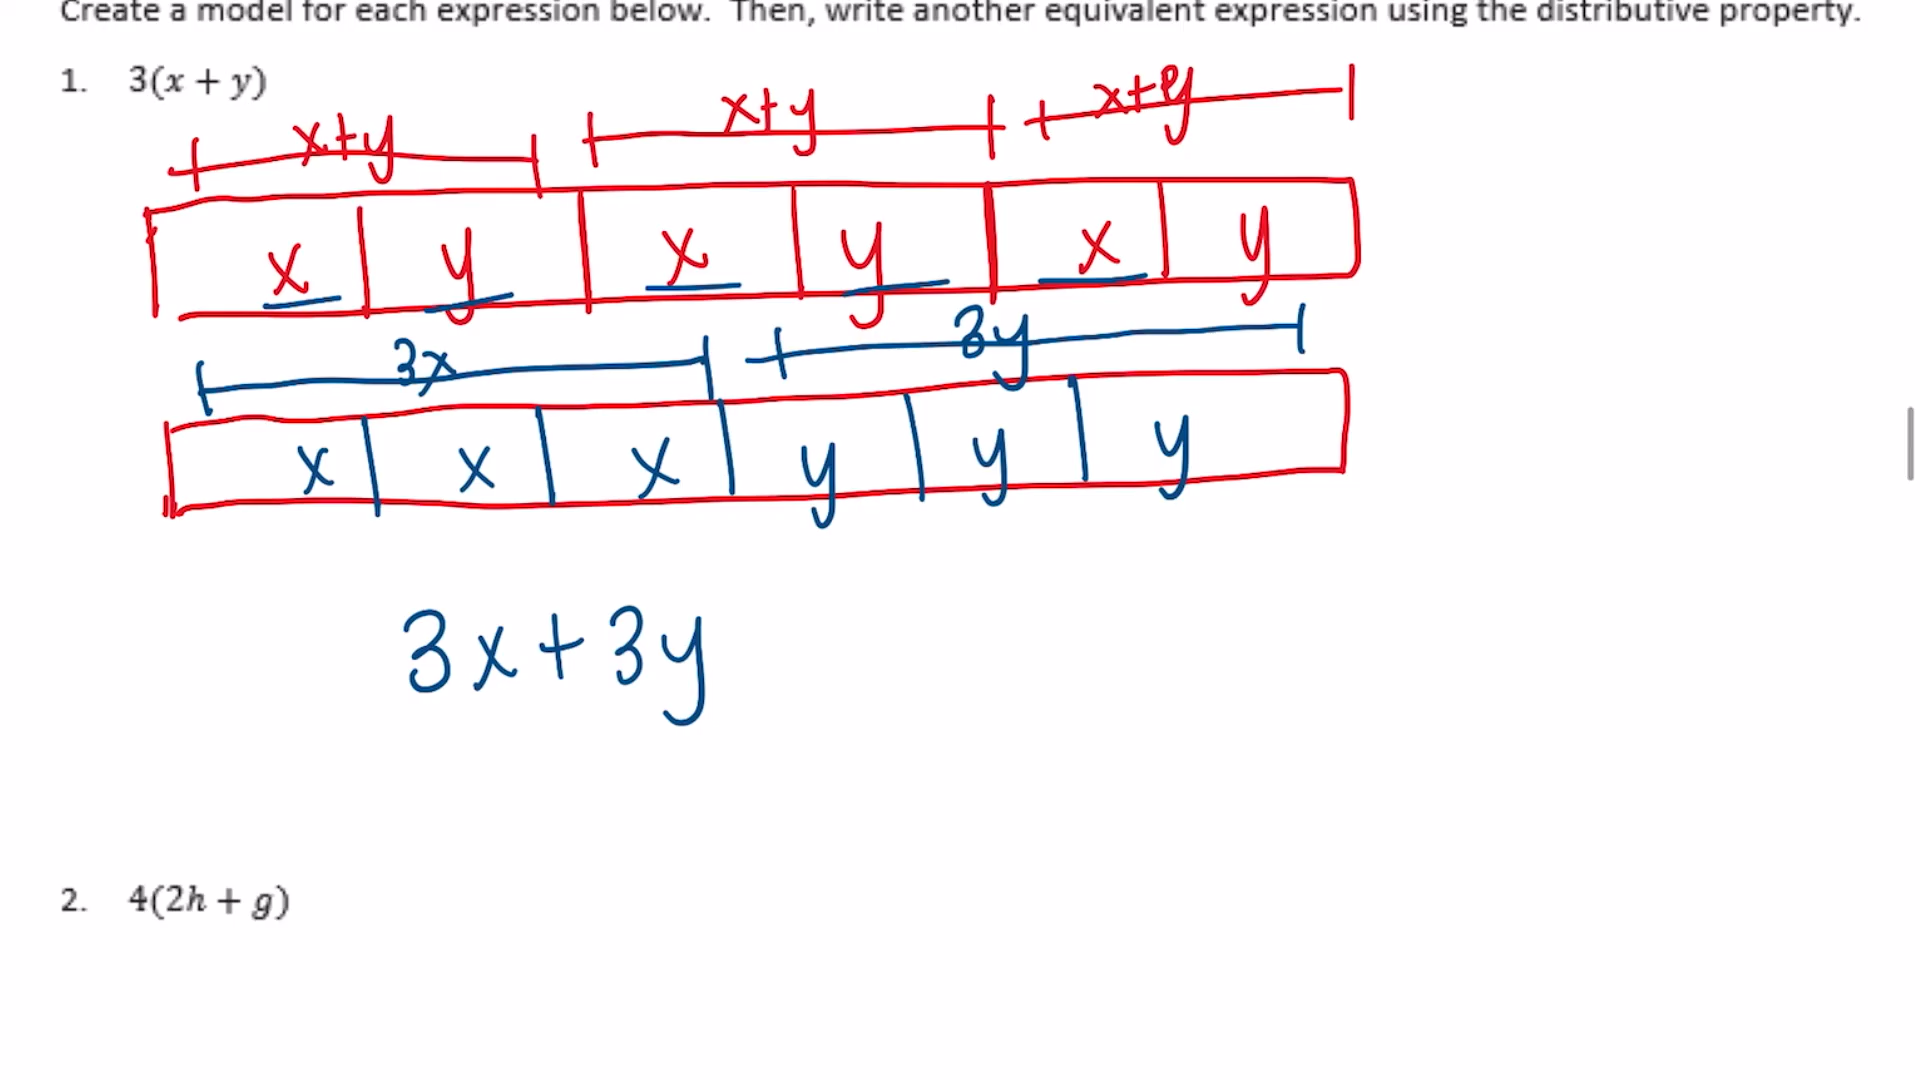 Create a model for each expression below. Then, write another equivalent expression using the distributive property.
1. 3(x + y)
x+y x+y x+y
x y x y x y
3x 3y
x x x y y y
3x+3y
2. 4(2h + g)